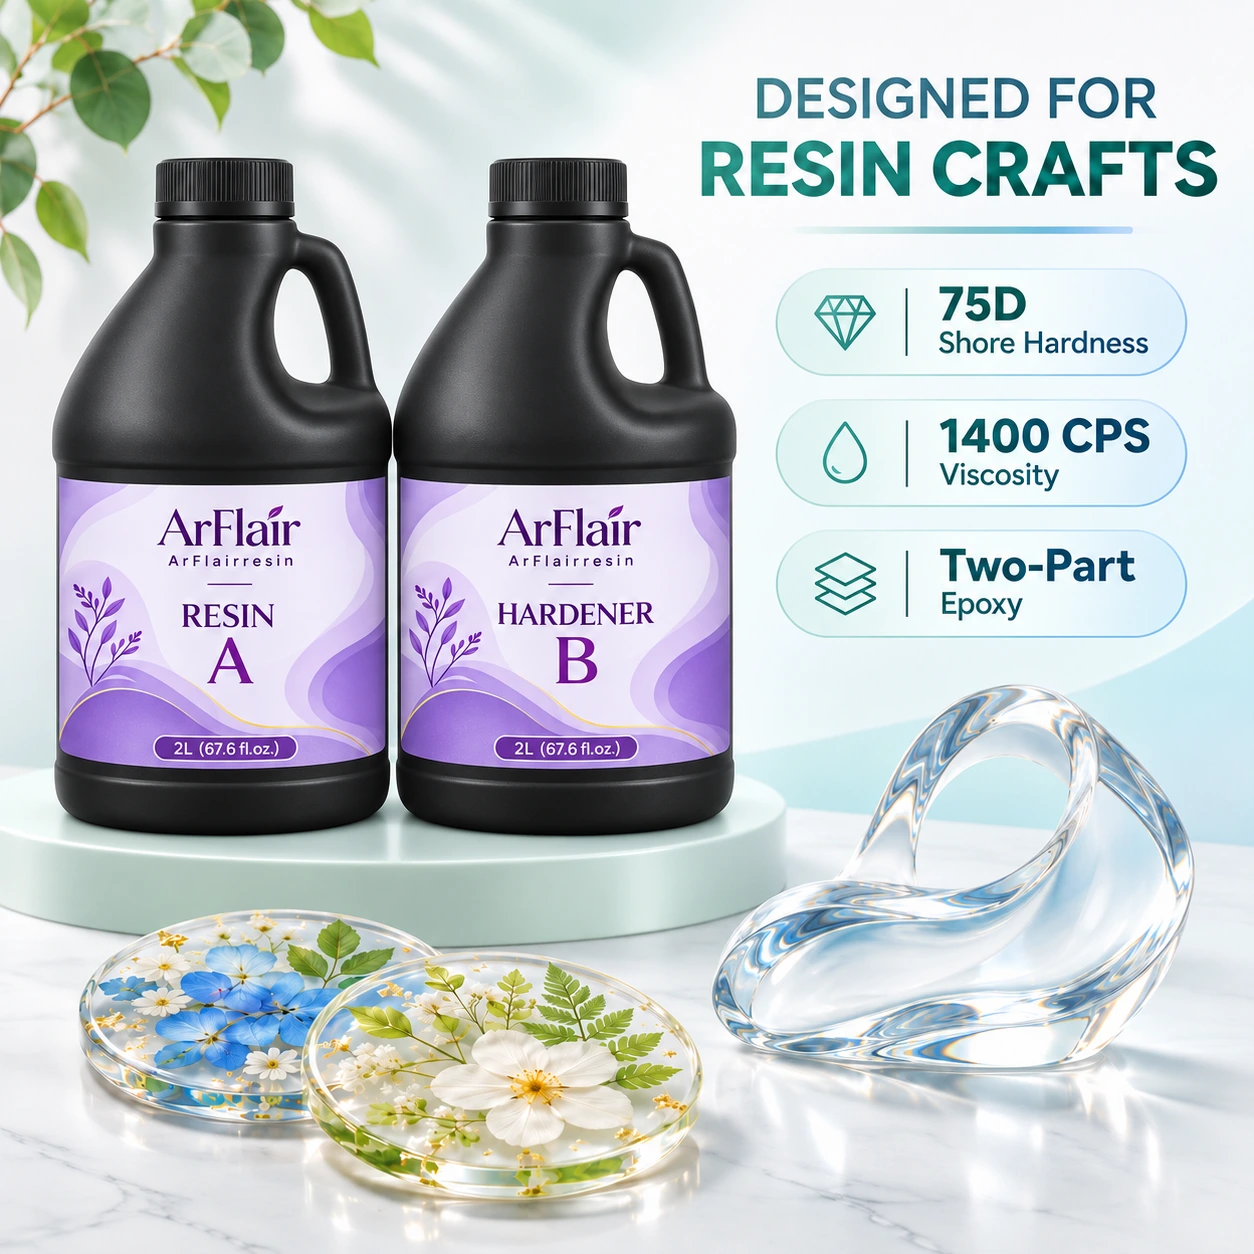 DESIGNED FOR
RESIN CRAFTS
75D
Shore Hardness
1400 CPS
Viscosity
Two-Part
Epoxy
ArFlair
ArFlairresin
RESIN
A
2L (67.6 fl.oz.)
ArFlair
ArFlairresin
HARDENER
B
2L (67.6 fl.oz.)